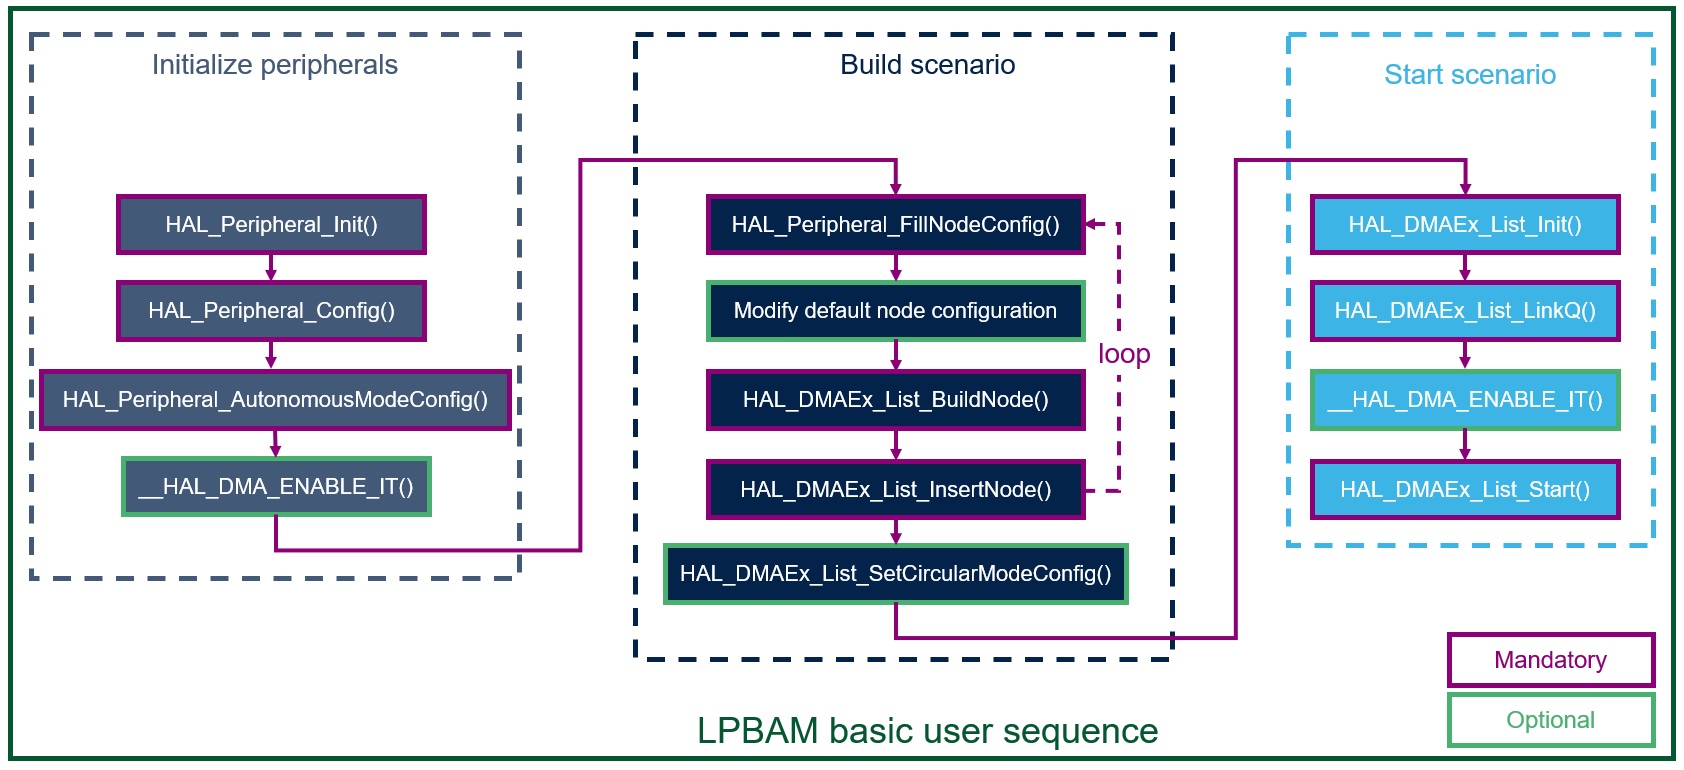 Initialize peripherals
HAL_Peripheral_Init()
HAL_Peripheral_Config()
HAL_Peripheral_AutonomousModeConfig()
__HAL_DMA_ENABLE_IT()
Build scenario
HAL_Peripheral_FillNodeConfig()
Modify default node configuration
loop
HAL_DMAEx_List_BuildNode()
HAL_DMAEx_List_InsertNode()
HAL_DMAEx_List_SetCircularModeConfig()
Start scenario
HAL_DMAEx_List_Init()
HAL_DMAEx_List_LinkQ()
__HAL_DMA_ENABLE_IT()
HAL_DMAEx_List_Start()
Mandatory
Optional
LPBAM basic user sequence